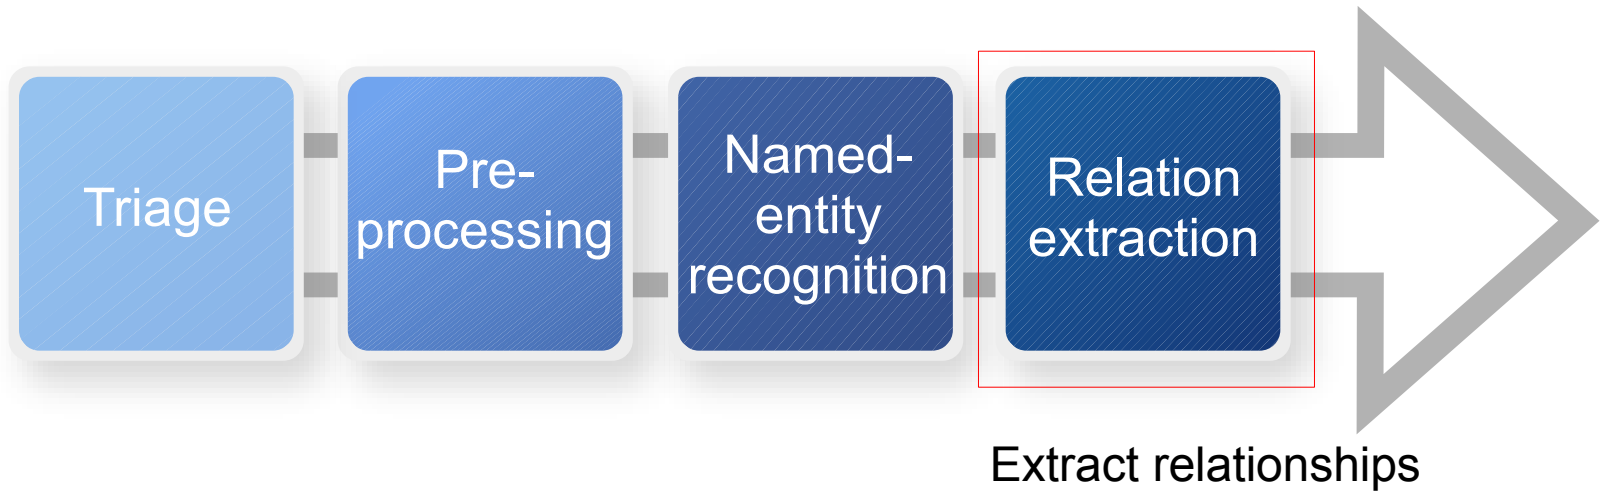 Triage
Pre-
processing
Named-
entity
recognition
Relation
extraction
Extract relationships